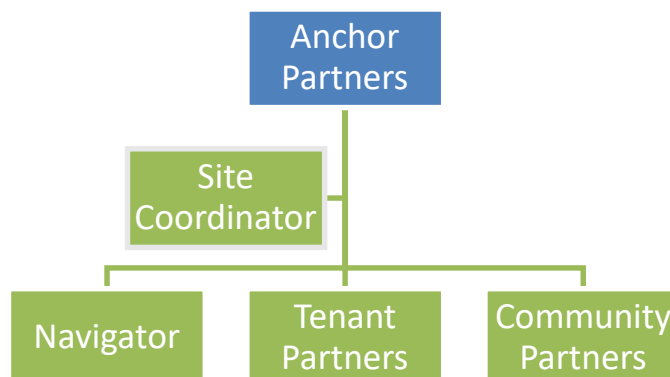 Anchor
Partners
Site
Coordinator
Navigator
Tenant
Partners
Community
Partners